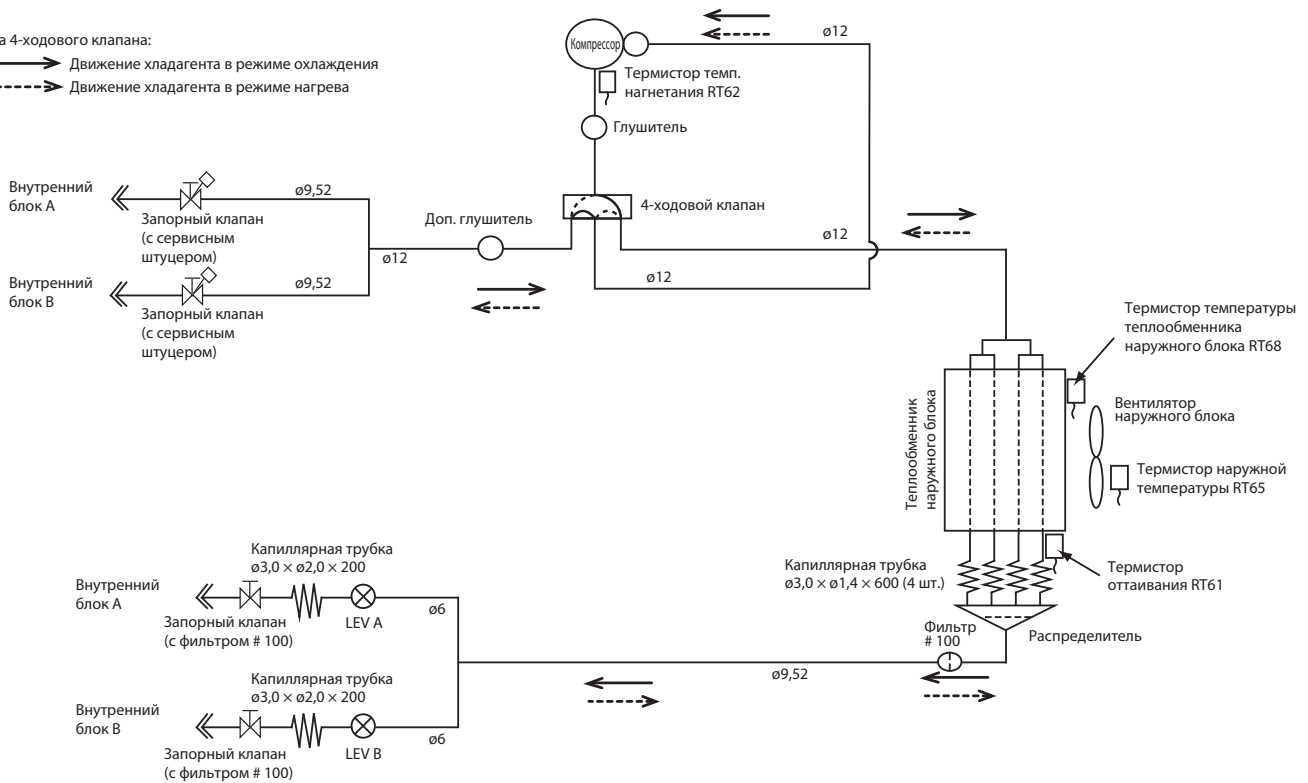 а 4-ходового клапана:
Движение хладагента в режиме охлаждения
Движение хладагента в режиме нагрева
Компрессор
ø12
Термистор темп.
нагнетания RT62
Глушитель
4-ходовой клапан
Внутренний
блок A
ø9,52
Запорный клапан
(с сервисным
штуцером)
Доп. глушитель
ø12
ø12
ø12
Внутренний
блок B
ø9,52
Запорный клапан
(с сервисным
штуцером)
Термистор температуры
теплообменника
наружного блока RT68
Вентилятор
наружного блока
Теплообменник
наружного блока
Термистор наружной
температуры RT65
Капиллярная трубка
ø3,0 × ø1,4 × 600 (4 шт.)
Термистор
оттаивания RT61
Распределитель
Фильтр
# 100
ø9,52
Капиллярная трубка
ø3,0 × ø2,0 × 200
Внутренний
блок A
Запорный клапан
(с фильтром # 100)
LEV A
ø6
Капиллярная трубка
ø3,0 × ø2,0 × 200
Внутренний
блок B
Запорный клапан
(с фильтром # 100)
LEV B
ø6